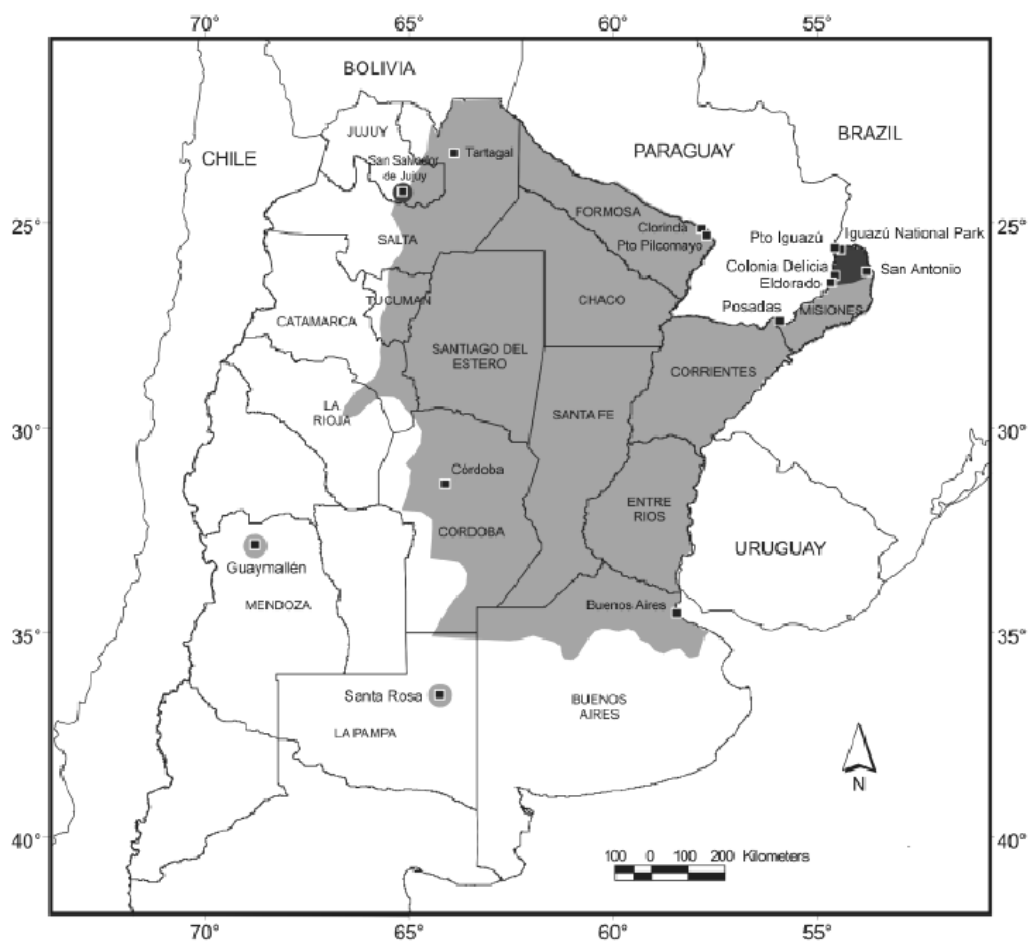 70° 65° 60° 55°
BOLIVIA
JUJUY
BRAZIL
CHILE
Tartagal
PARAGUAY
San Salvador
de Jujuy
25°
FORMOSA
25°
Clorinda
Pto Pilcomayo
SALTA
Pto Iguazú
Iguazú National Park
Colonia Delicia
San Antonio
Eldorado
TUCUMAN
CHACO
Posadas
MISIONES
CATAMARCA
SANTIAGO DEL
ESTERO
CORRIENTES
LA
RIOJA
SANTA FE
30°
30°
Córdoba
ENTRE
RIOS
CORDOBA
URUGUAY
Guaymallén
MENDOZA
Buenos Aires
35°
35°
Santa Rosa
BUENOS
AIRES
LA PAMPA
N
40°
40°
100 0 100 200 Kilometers
70° 65° 60° 55°